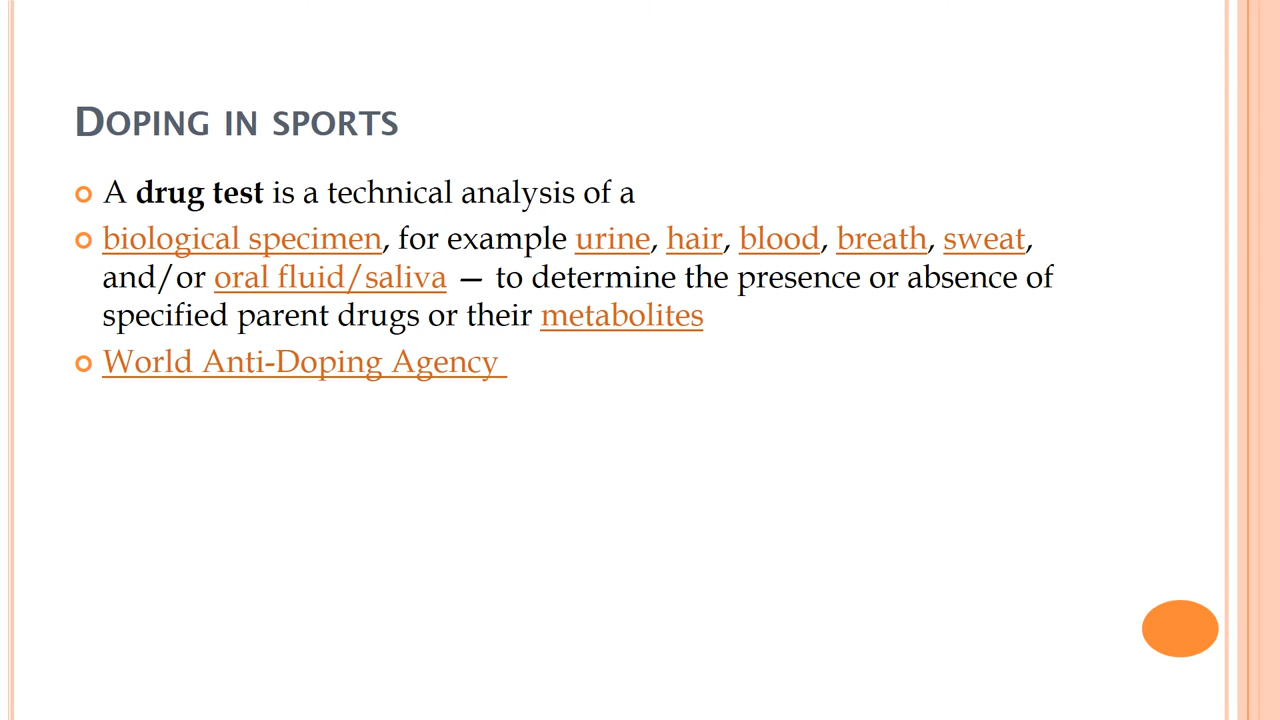 DOPING IN SPORTS
A drug test is a technical analysis of a
biological specimen, for example urine, hair, blood, breath, sweat,
and/or oral fluid/saliva — to determine the presence or absence of
specified parent drugs or their metabolites
World Anti-Doping Agency